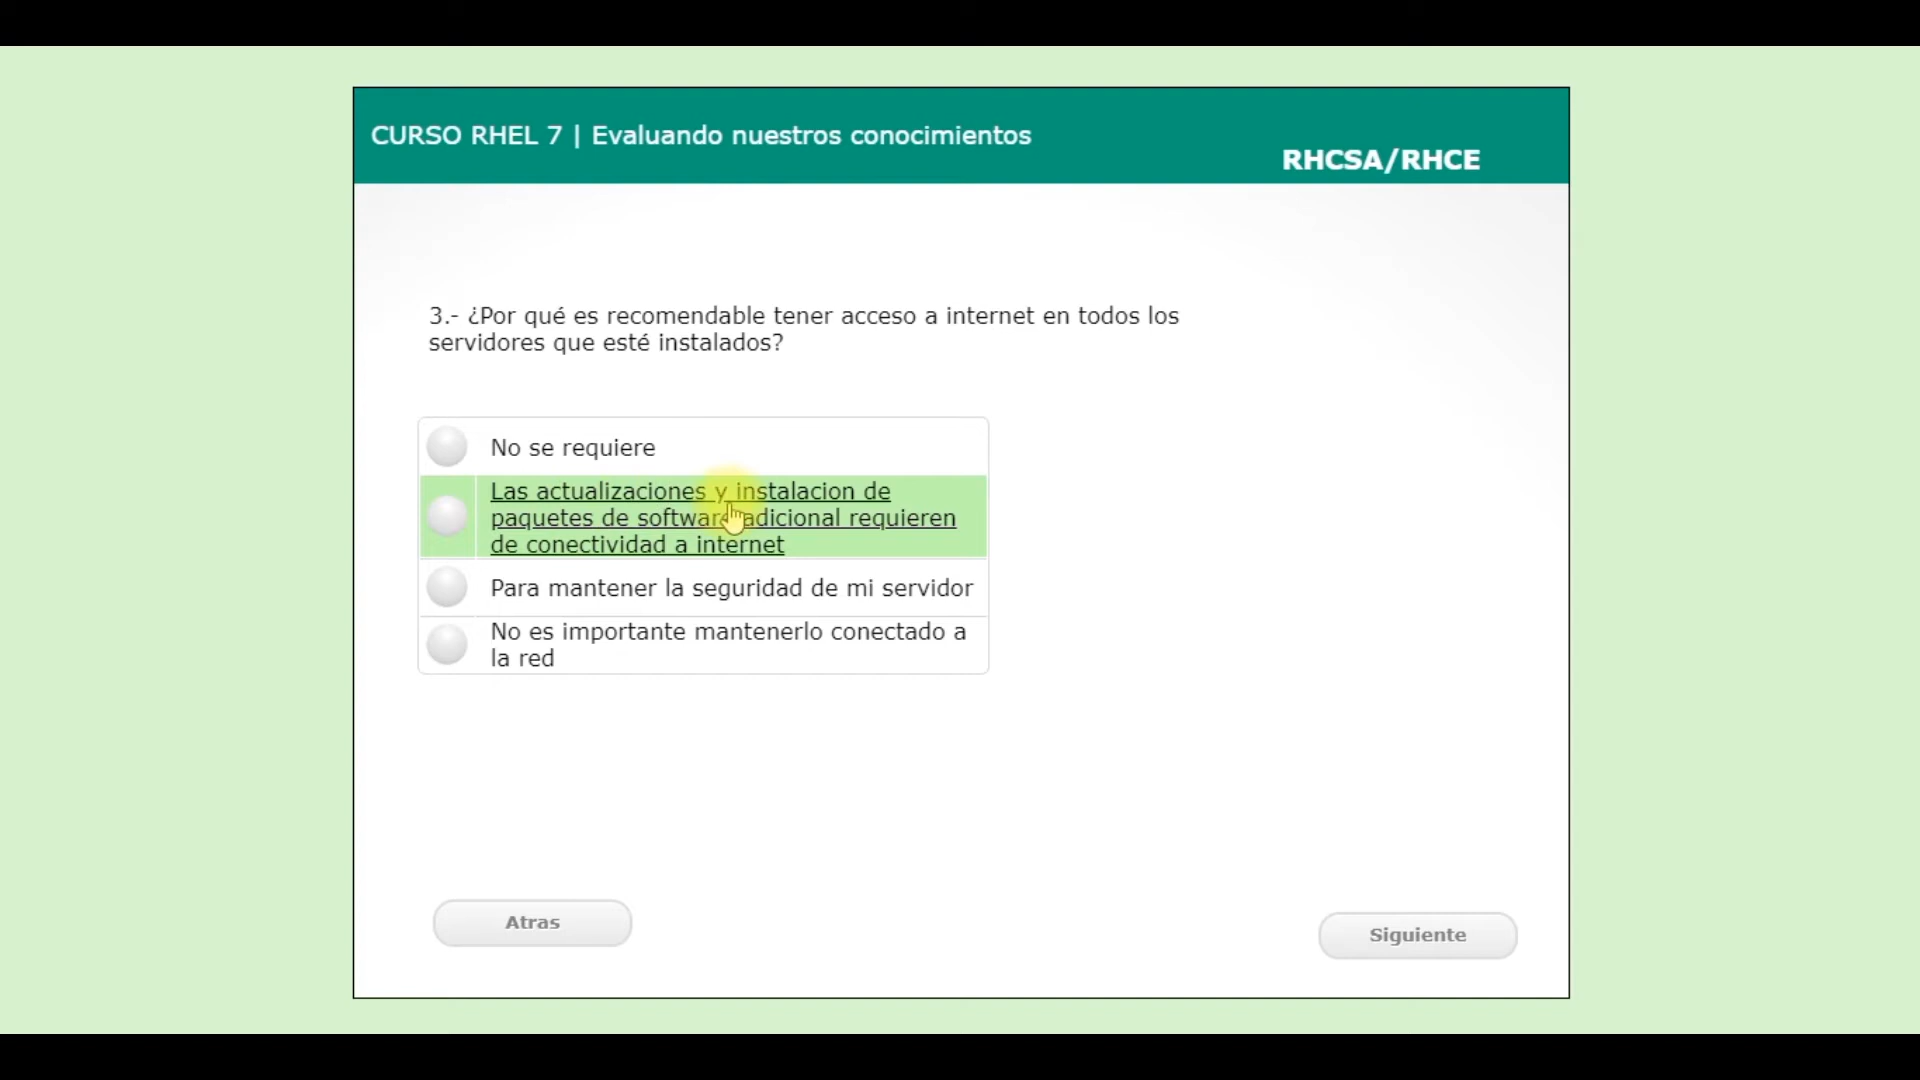 CURSO RHEL 7 | Evaluando nuestros conocimientos
RHCSA/RHCE
3.- ¿Por qué es recomendable tener acceso a internet en todos los
servidores que esté instalados?
No se requiere
Las actualizaciones y instalacion de
paquetes de software adicional requieren
de conectividad a internet
Para mantener la seguridad de mi servidor
No es importante mantenerlo conectado a
la red
Atras
Siguiente